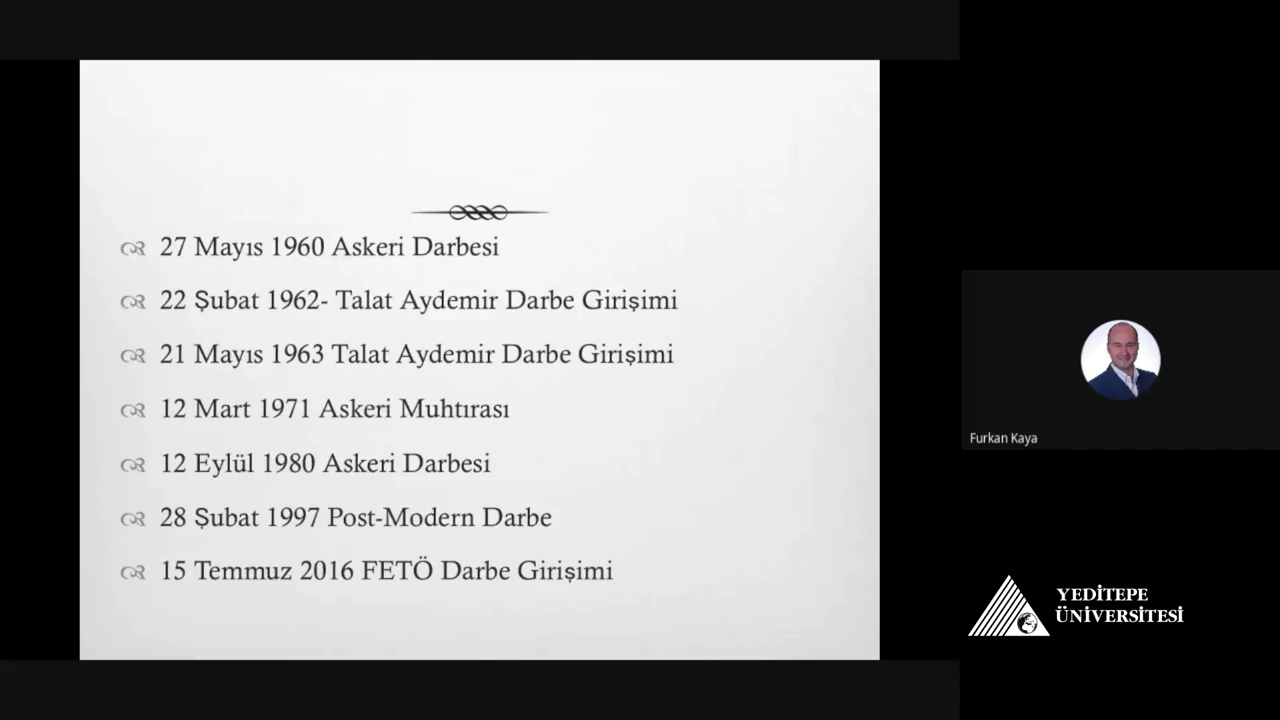 27 Mayıs 1960 Askeri Darbesi
22 Şubat 1962- Talat Aydemir Darbe Girişimi
21 Mayıs 1963 Talat Aydemir Darbe Girişimi
12 Mart 1971 Askeri Muhtırası
12 Eylül 1980 Askeri Darbesi
28 Şubat 1997 Post-Modern Darbe
15 Temmuz 2016 FETÖ Darbe Girişimi
Furkan Kaya
YEDİTEPE
ÜNİVERSİTESİ